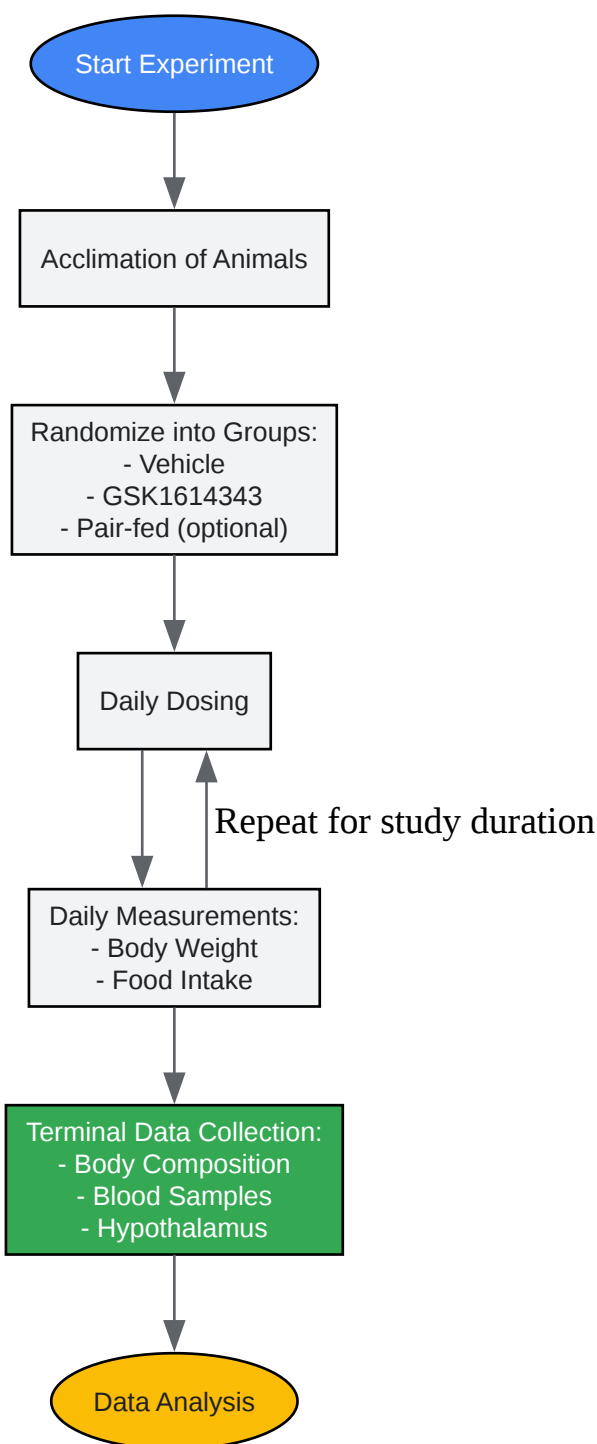 Start Experiment
Acclimation of Animals
Randomize into Groups:
- Vehicle
- GSK1614343
- Pair-fed (optional)
Daily Dosing
Repeat for study duration
Daily Measurements:
- Body Weight
- Food Intake
Terminal Data Collection:
- Body Composition
- Blood Samples
- Hypothalamus
Data Analysis